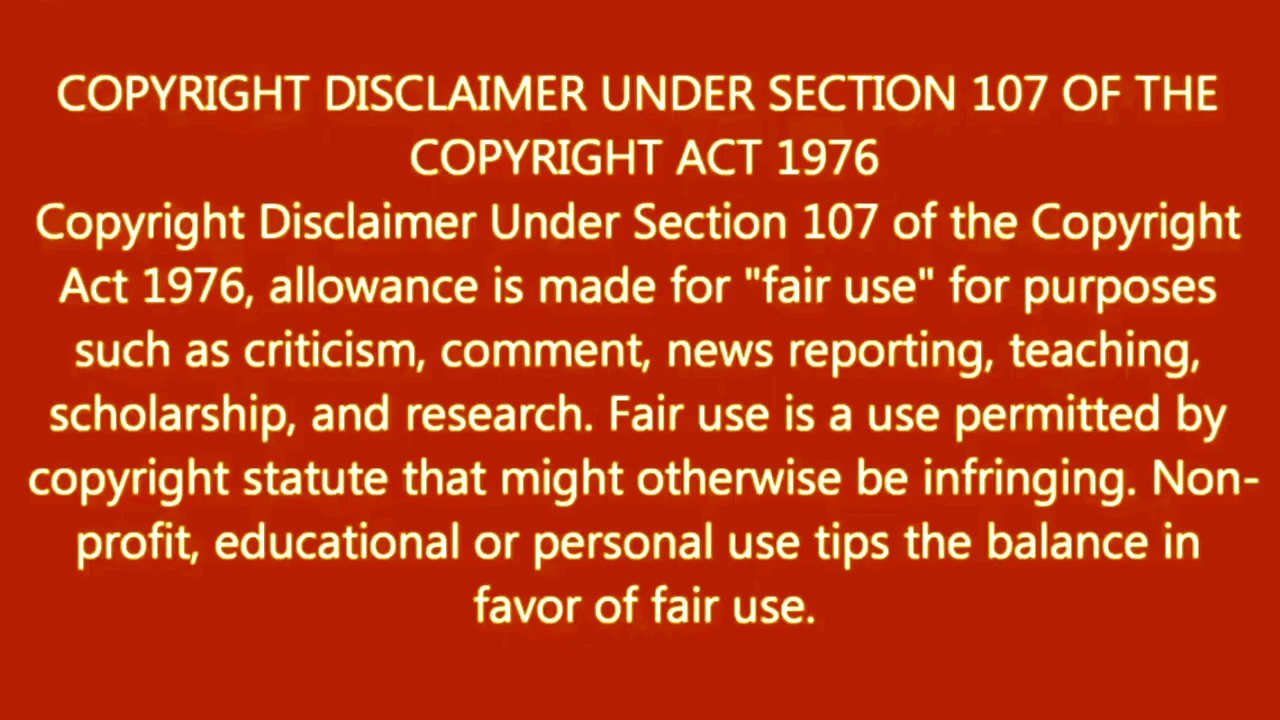 COPYRIGHT DISCLAIMER UNDER SECTION 107 OF THE
COPYRIGHT ACT 1976
Copyright Disclaimer Under Section 107 of the Copyright
Act 1976, allowance is made for "fair use" for purposes
such as criticism, comment, news reporting, teaching,
scholarship, and research. Fair use is a use permitted by
copyright statute that might otherwise be infringing. Non-
profit, educational or personal use tips the balance in
favor of fair use.